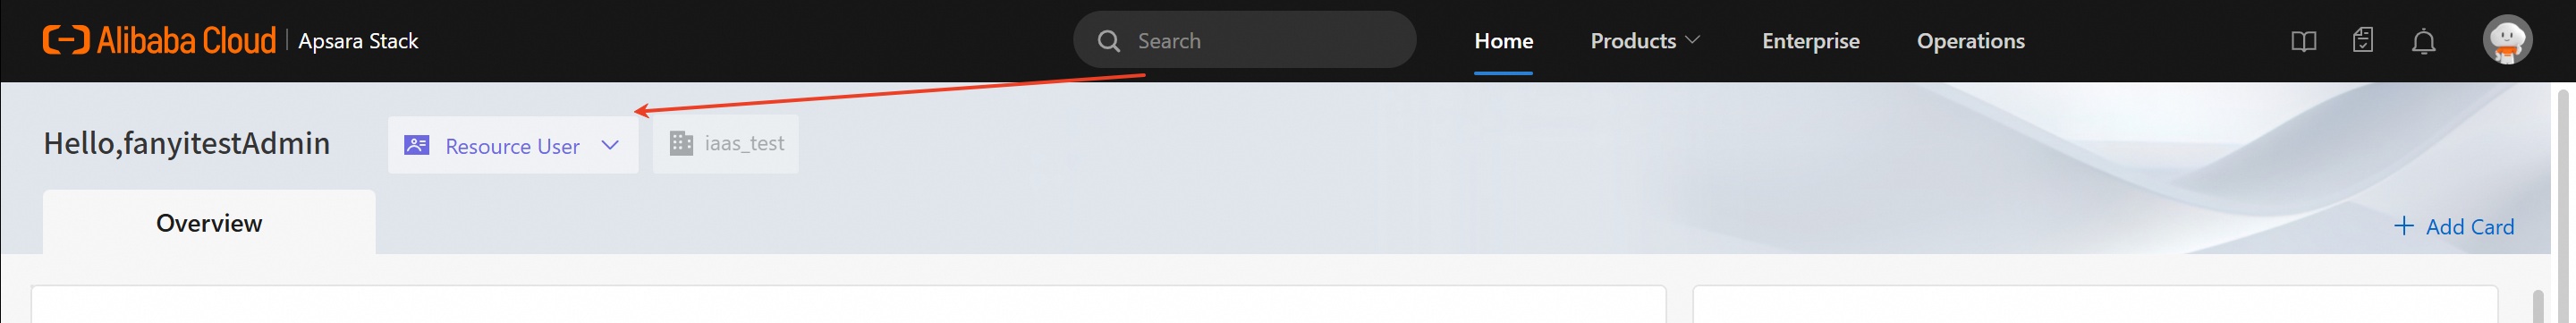 Alibaba Cloud | Apsara Stack
Search
Home
Products
Enterprise
Operations
Hello,fanyitestAdmin
Resource User
iaas_test
Overview
+ Add Card